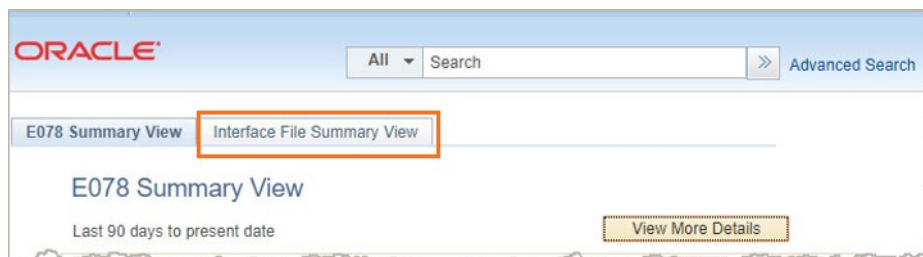 ORACLE
All Search Advanced Search
E078 Summary View Interface File Summary View
E078 Summary View
Last 90 days to present date View More Details